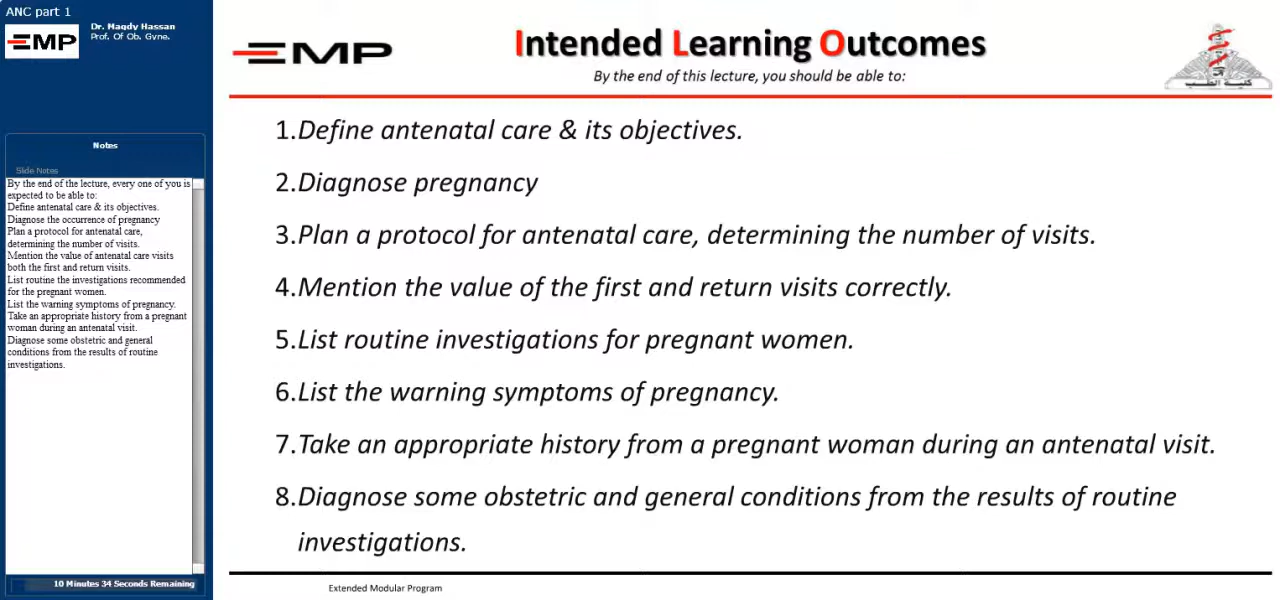 ANC part 1
EMP
Dr. Magdy Hassan
Prof. Of Ob. Gyne.
Notes
Slide Notes
By the end of the lecture, every one of you is
expected to be able to:
Define antenatal care & its objectives.
Diagnose the occurrence of pregnancy
Plan a protocol for antenatal care,
determining the number of visits.
Mention the value of antenatal care visits
both the first and return visits.
List routine the investigations recommended
for the pregnant women.
List the warning symptoms of pregnancy.
Take an appropriate history from a pregnant
woman during an antenatal visit.
Diagnose some obstetric and general
conditions from the results of routine
investigations.
10 Minutes 34 Seconds Remaining
EMP
Intended Learning Outcomes
By the end of this lecture, you should be able to:
كلية الطب
1.Define antenatal care & its objectives.
2.Diagnose pregnancy
3.Plan a protocol for antenatal care, determining the number of visits.
4.Mention the value of the first and return visits correctly.
5.List routine investigations for pregnant women.
6.List the warning symptoms of pregnancy.
7.Take an appropriate history from a pregnant woman during an antenatal visit.
8.Diagnose some obstetric and general conditions from the results of routine
investigations.
Extended Modular Program